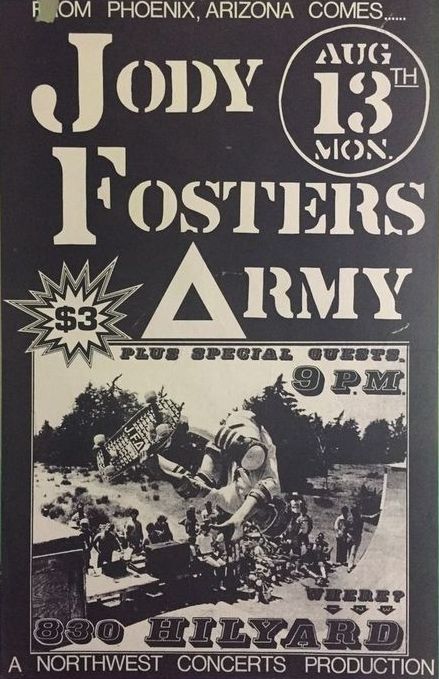 FROM PHOENIX, ARIZONA COMES......
JODY
AUG
13TH
MON.
FOSTERS
ARMY
$3
PLUS SPECIAL GUESTS.
9 P.M.
JFA
WHERE?
830 HILYARD
A NORTHWEST CONCERTS PRODUCTION